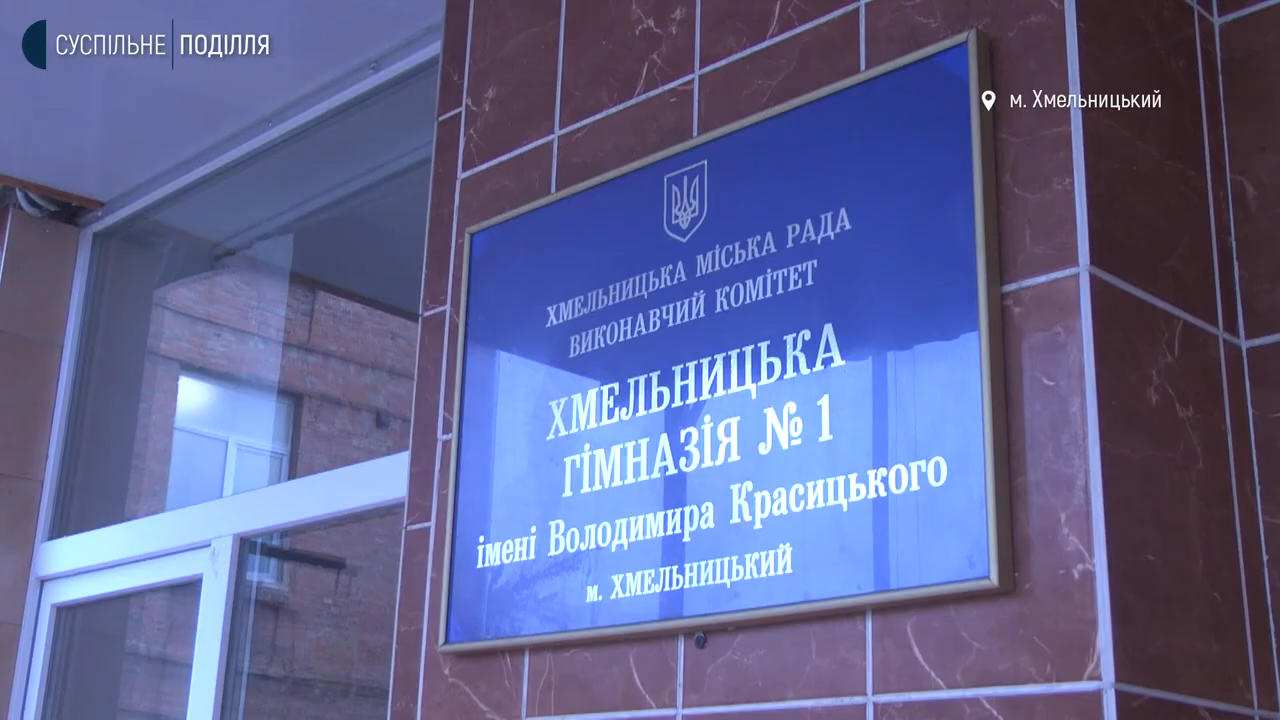 СУСПІЛЬНЕ ПОДІЛЛЯ
м. Хмельницький
ХМЕЛЬНИЦЬКА МІСЬКА РАДА
ВИКОНАВЧИЙ КОМІТЕТ
ХМЕЛЬНИЦЬКА
ГІМНАЗІЯ № 1
імені Володимира Красицького
м. ХМЕЛЬНИЦЬКИЙ